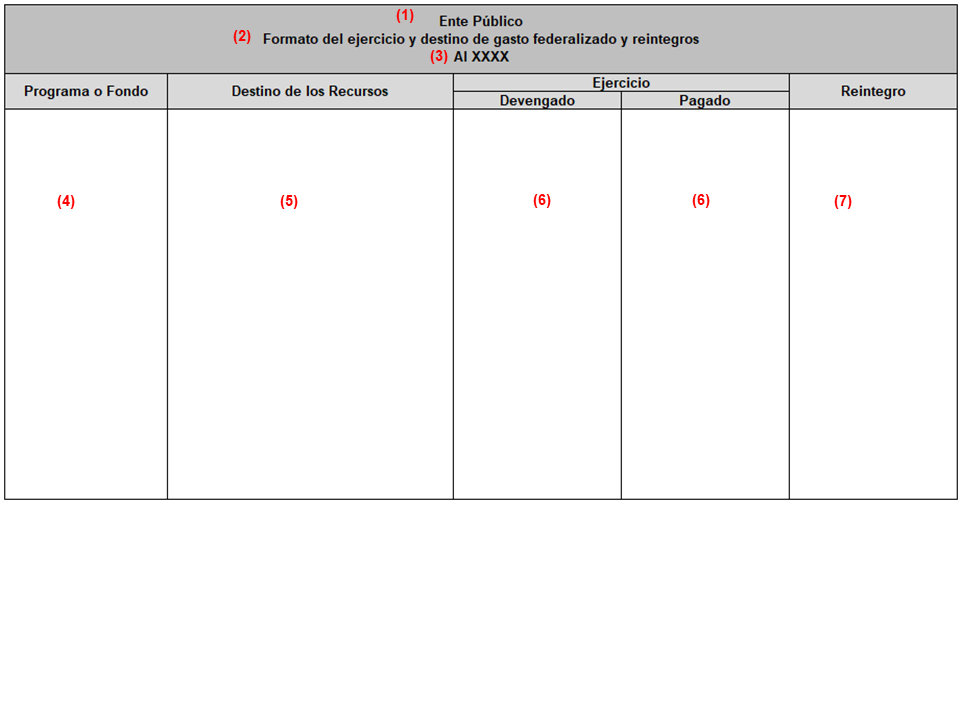 (1) Ente Público
(2) Formato del ejercicio y destino de gasto federalizado y reintegros
(3) Al XXXX
Programa o Fondo
Destino de los Recursos
Ejercicio
Devengado
Pagado
Reintegro
(4)
(5)
(6)
(6)
(7)